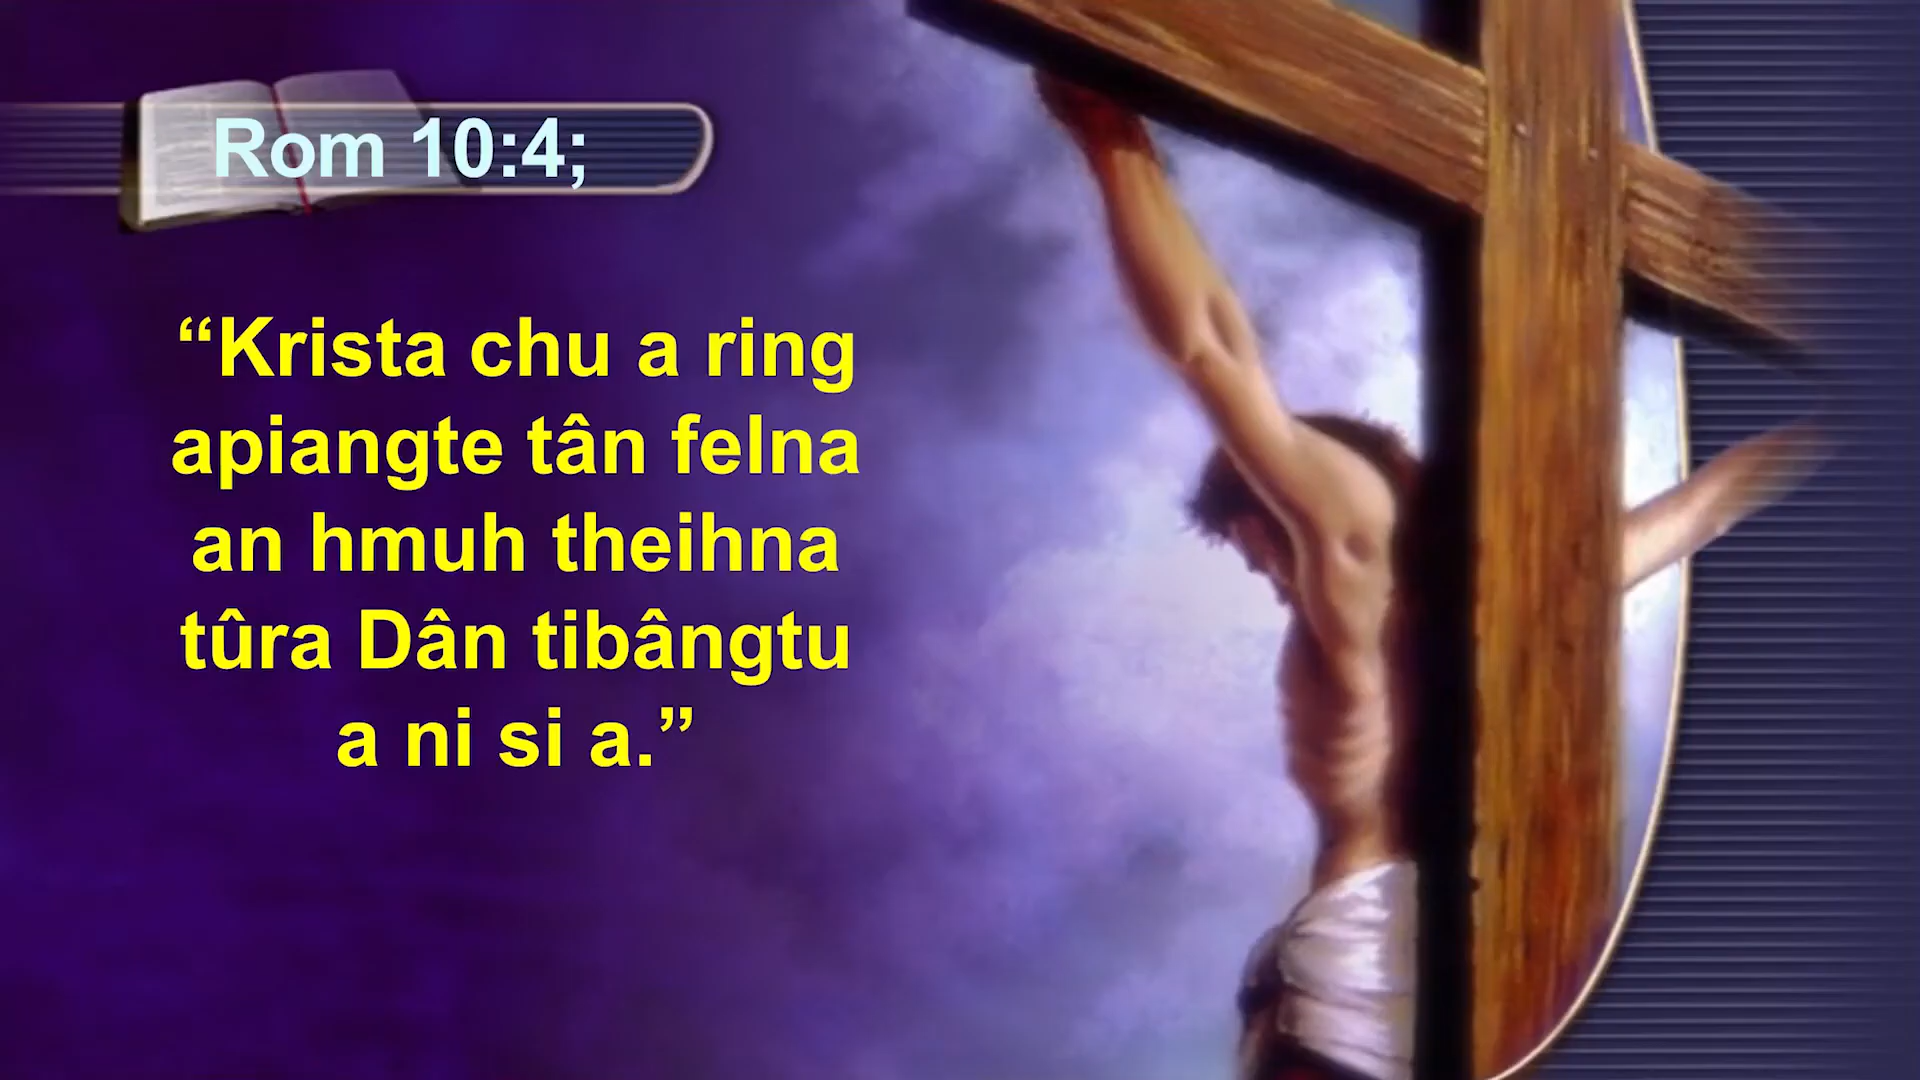 Rom 10:4;
“Krista chu a ring
apiangte tân felna
an hmuh theihna
tûra Dân tibângtu
a ni si a.”